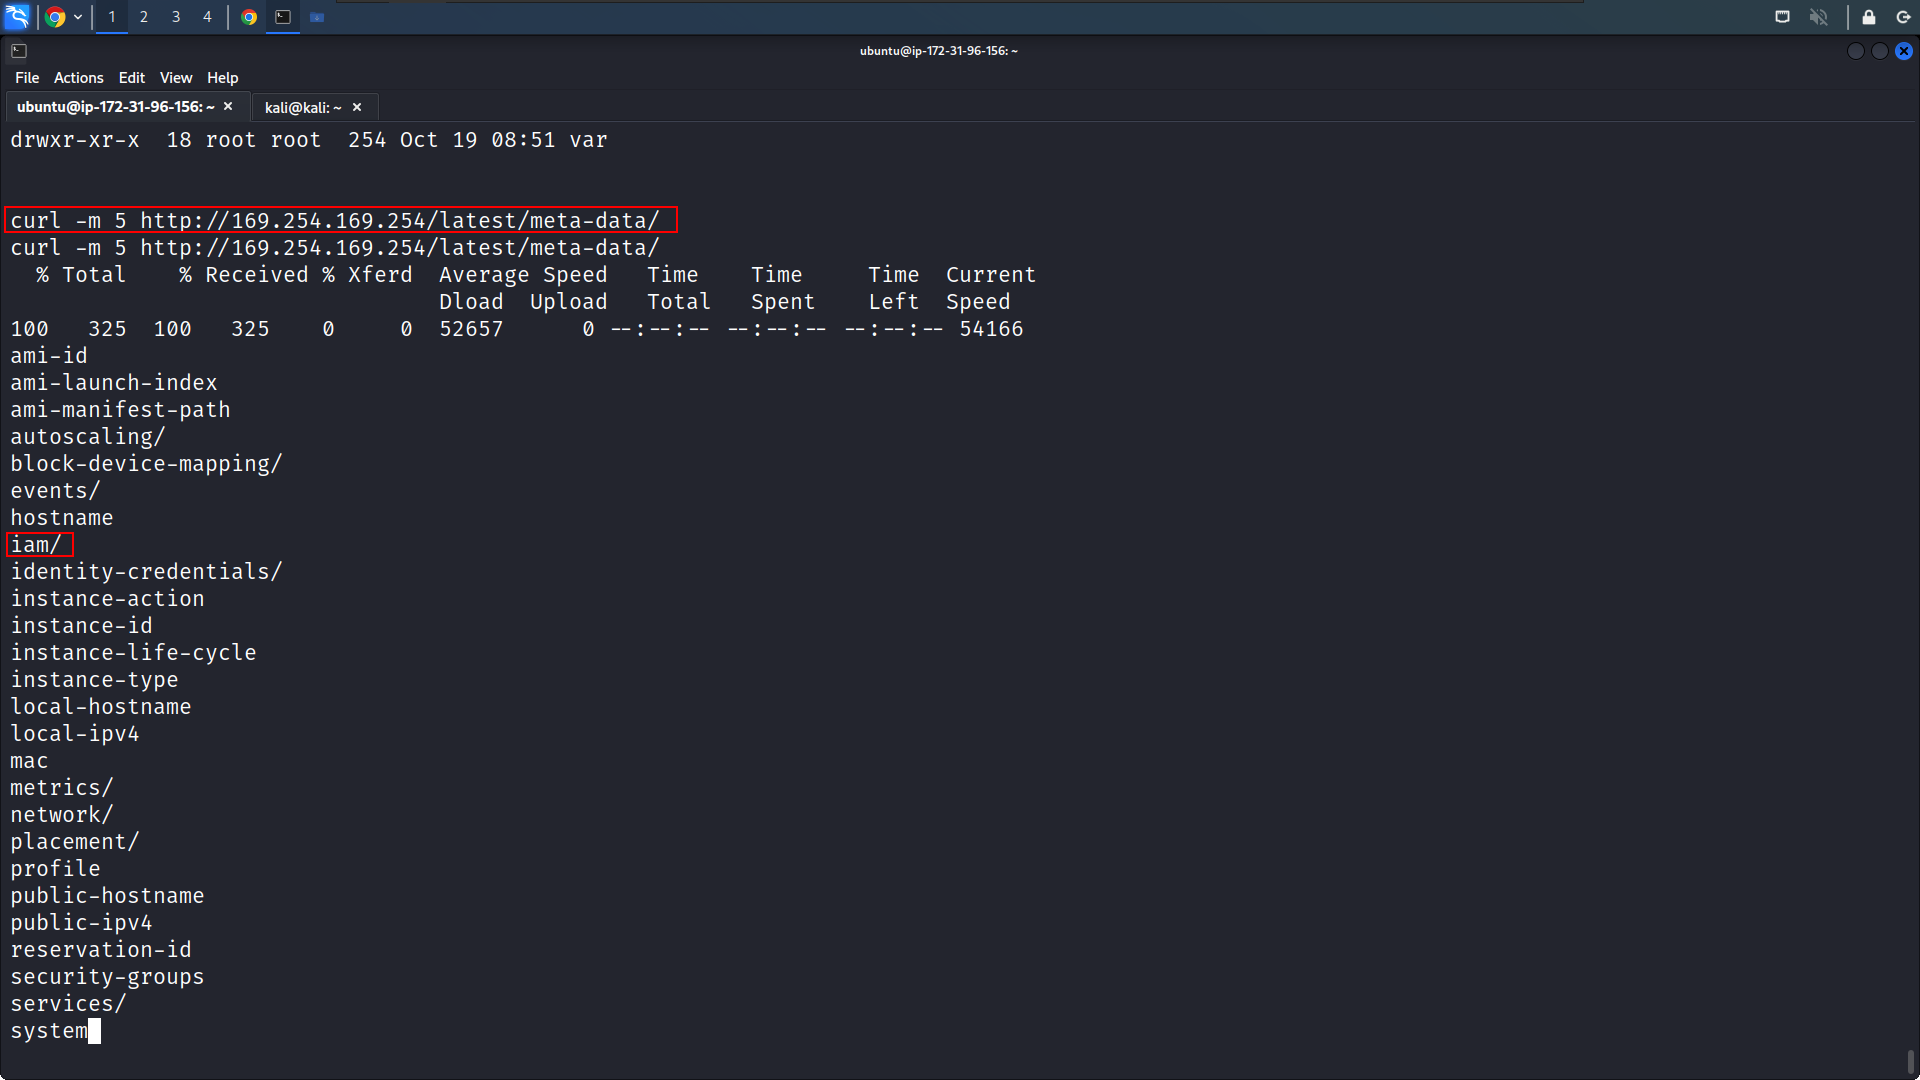 1 2 3 4
ubuntu@ip-172-31-96-156: ~
File Actions Edit View Help
ubuntu@ip-172-31-96-156: ~ × kali@kali: ~ ×
drwxr-xr-x  18 root root  254 Oct 19 08:51 var
curl -m 5 http://169.254.169.254/latest/meta-data/
curl -m 5 http://169.254.169.254/latest/meta-data/
  % Total    % Received % Xferd  Average Speed   Time    Time     Time  Current
                                 Dload  Upload   Total   Spent    Left  Speed
100   325  100   325    0     0  52657      0 --:--:-- --:--:-- --:--:-- 54166
ami-id
ami-launch-index
ami-manifest-path
autoscaling/
block-device-mapping/
events/
hostname
iam/
identity-credentials/
instance-action
instance-id
instance-life-cycle
instance-type
local-hostname
local-ipv4
mac
metrics/
network/
placement/
profile
public-hostname
public-ipv4
reservation-id
security-groups
services/
system